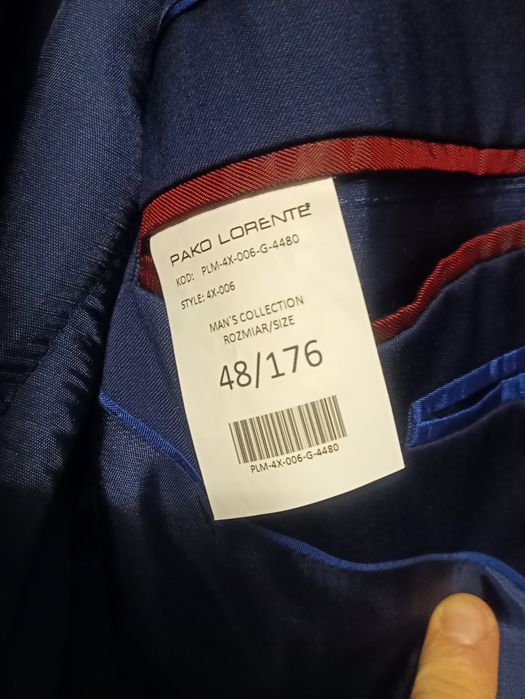 PAKO LORENTE
KOD: PLM-4X-006-G-4480
STYLE: 4X-006
MAN`S COLLECTION
ROZMIAR/SIZE
48/176
PLM-4X-006-G-4480